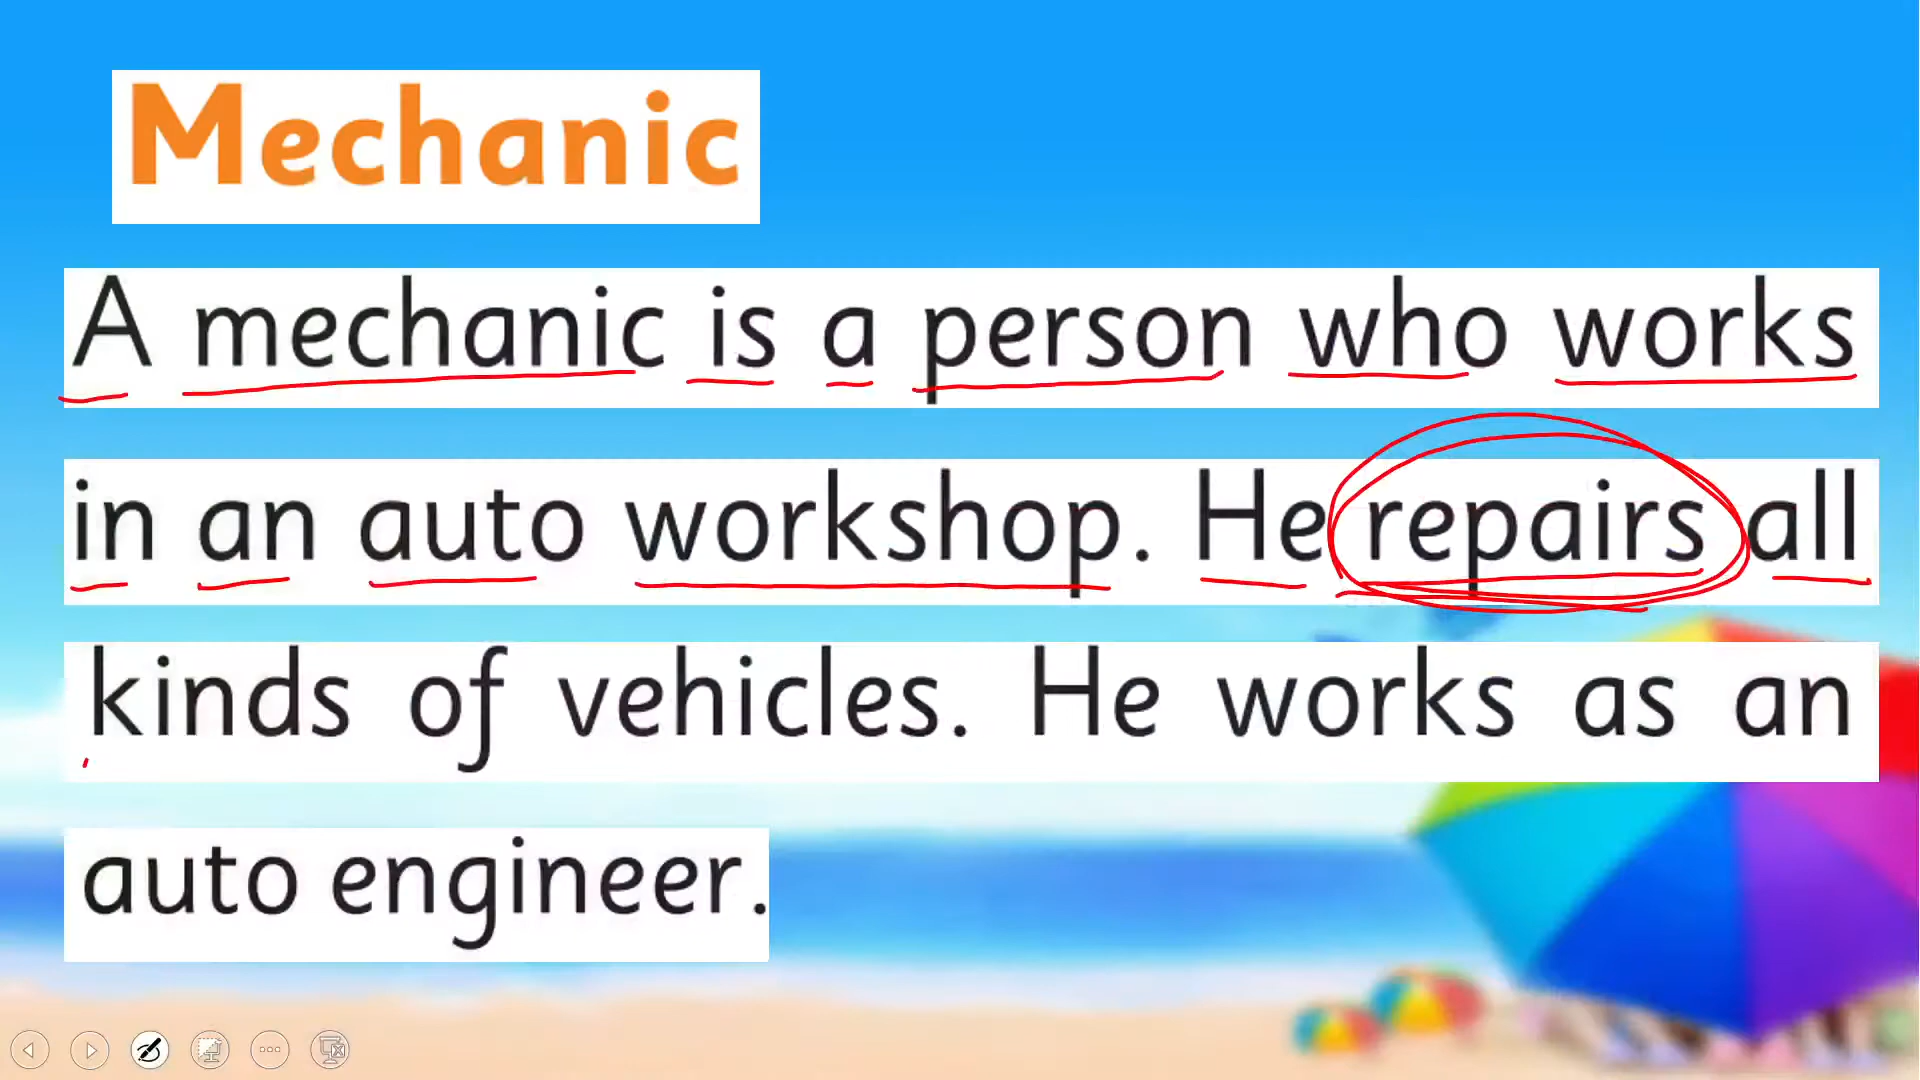 Mechanic
A mechanic is a person who works
in an auto workshop. He repairs all
kinds of vehicles. He works as an
auto engineer.